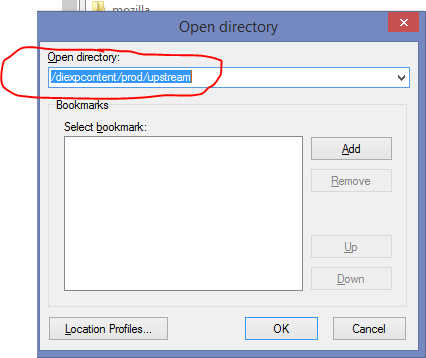 mozilla
Open directory
Open directory:
/diexpcontent/prod/upstream
Bookmarks
Select bookmark:
Add
Remove
Up
Down
Location Profiles...
OK
Cancel